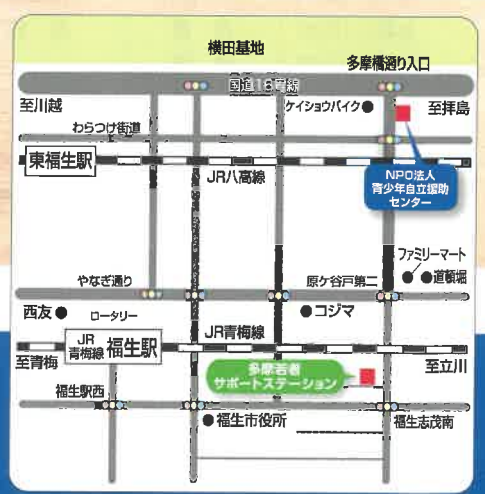 横田基地
多摩橋通り入口
国道16号線
至川越
ケイショウバイク
至拝島
わらつけ街道
東福生駅
JR八高線
NPO法人
青少年自立援助
センター
ファミリーマート
道頓堀
やなぎ通り
原ケ谷戸第二
西友
ロータリー
コジマ
JR
青梅線
福生駅
JR青梅線
至青梅
多摩若者
サポートステーション
至立川
福生駅西
福生市役所
福生志茂南